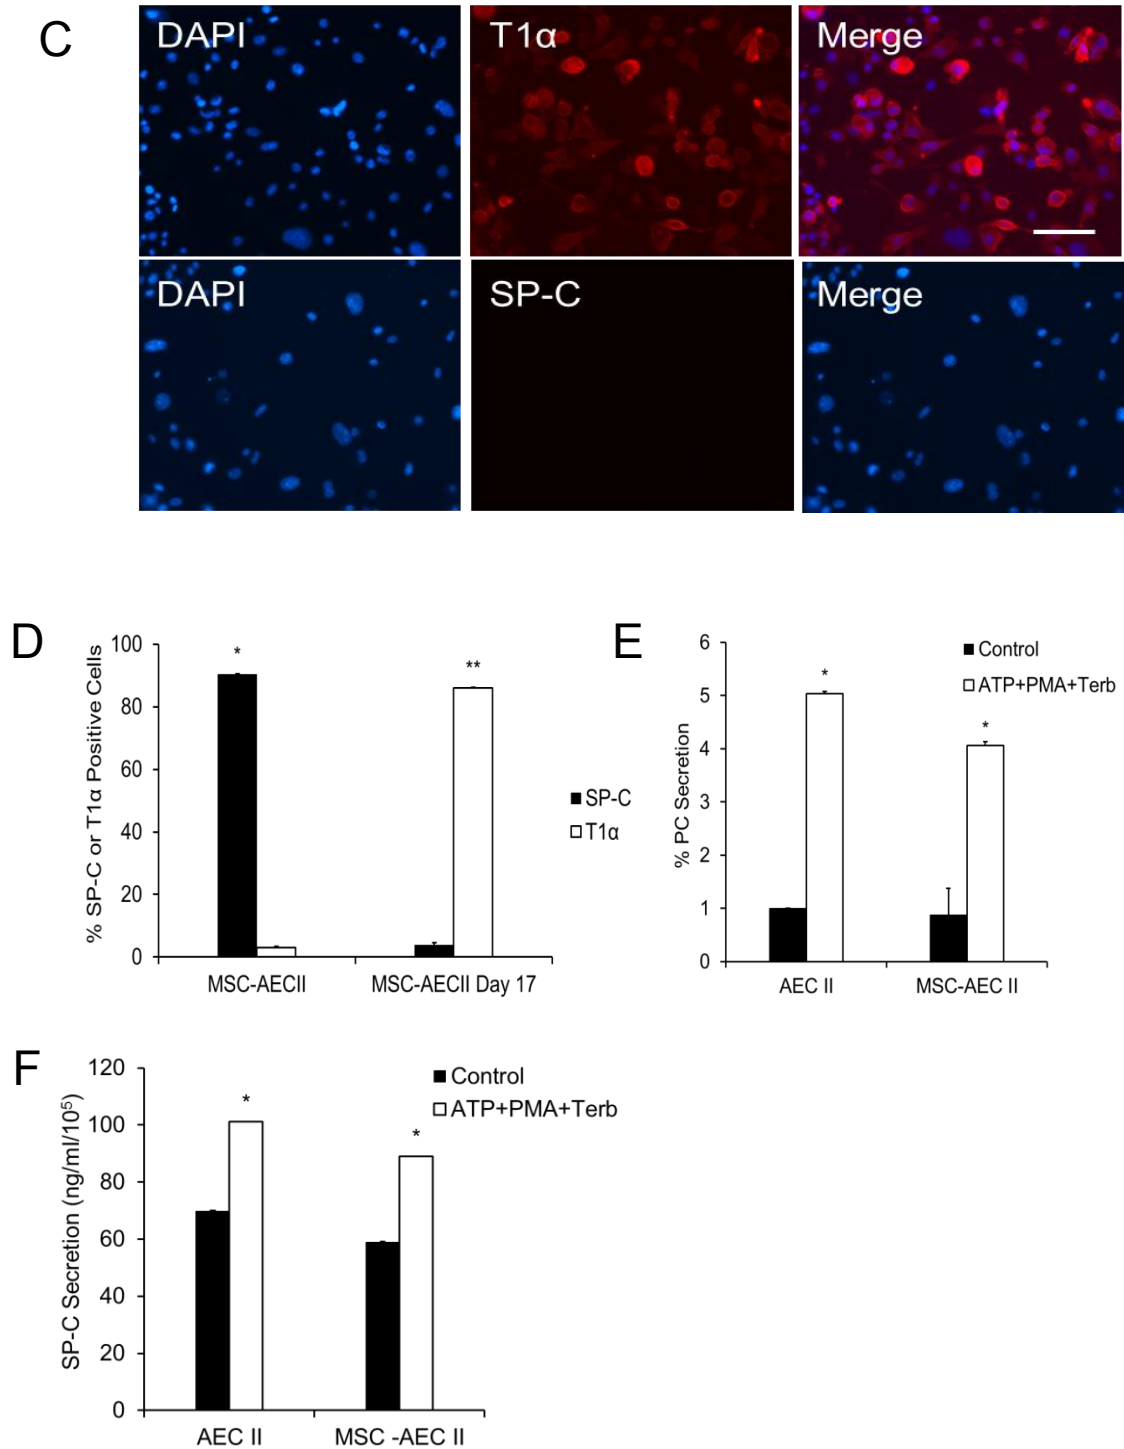 C
DAPI
T1α
Merge
DAPI
SP-C
Merge
D
% SP-C or T1α Positive Cells
100
80
60
40
20
0
*
**
MSC-AECII
MSC-AECII Day 17
SP-C
T1α
E
% PC Secretion
6
5
4
3
2
1
0
*
*
Control
ATP+PMA+Terb
AEC II
MSC-AEC II
F
SP-C Secretion (ng/ml/10⁵)
120
100
80
60
40
20
0
*
*
Control
ATP+PMA+Terb
AEC II
MSC -AEC II